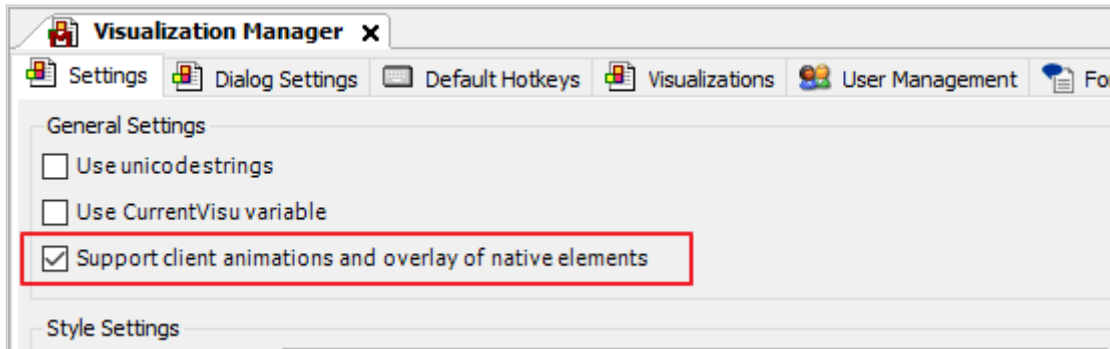 Visualization Manager
Settings Dialog Settings Default Hotkeys Visualizations User Management Fo
General Settings
Use unicodestrings
Use CurrentVisu variable
Support client animations and overlay of native elements
Style Settings